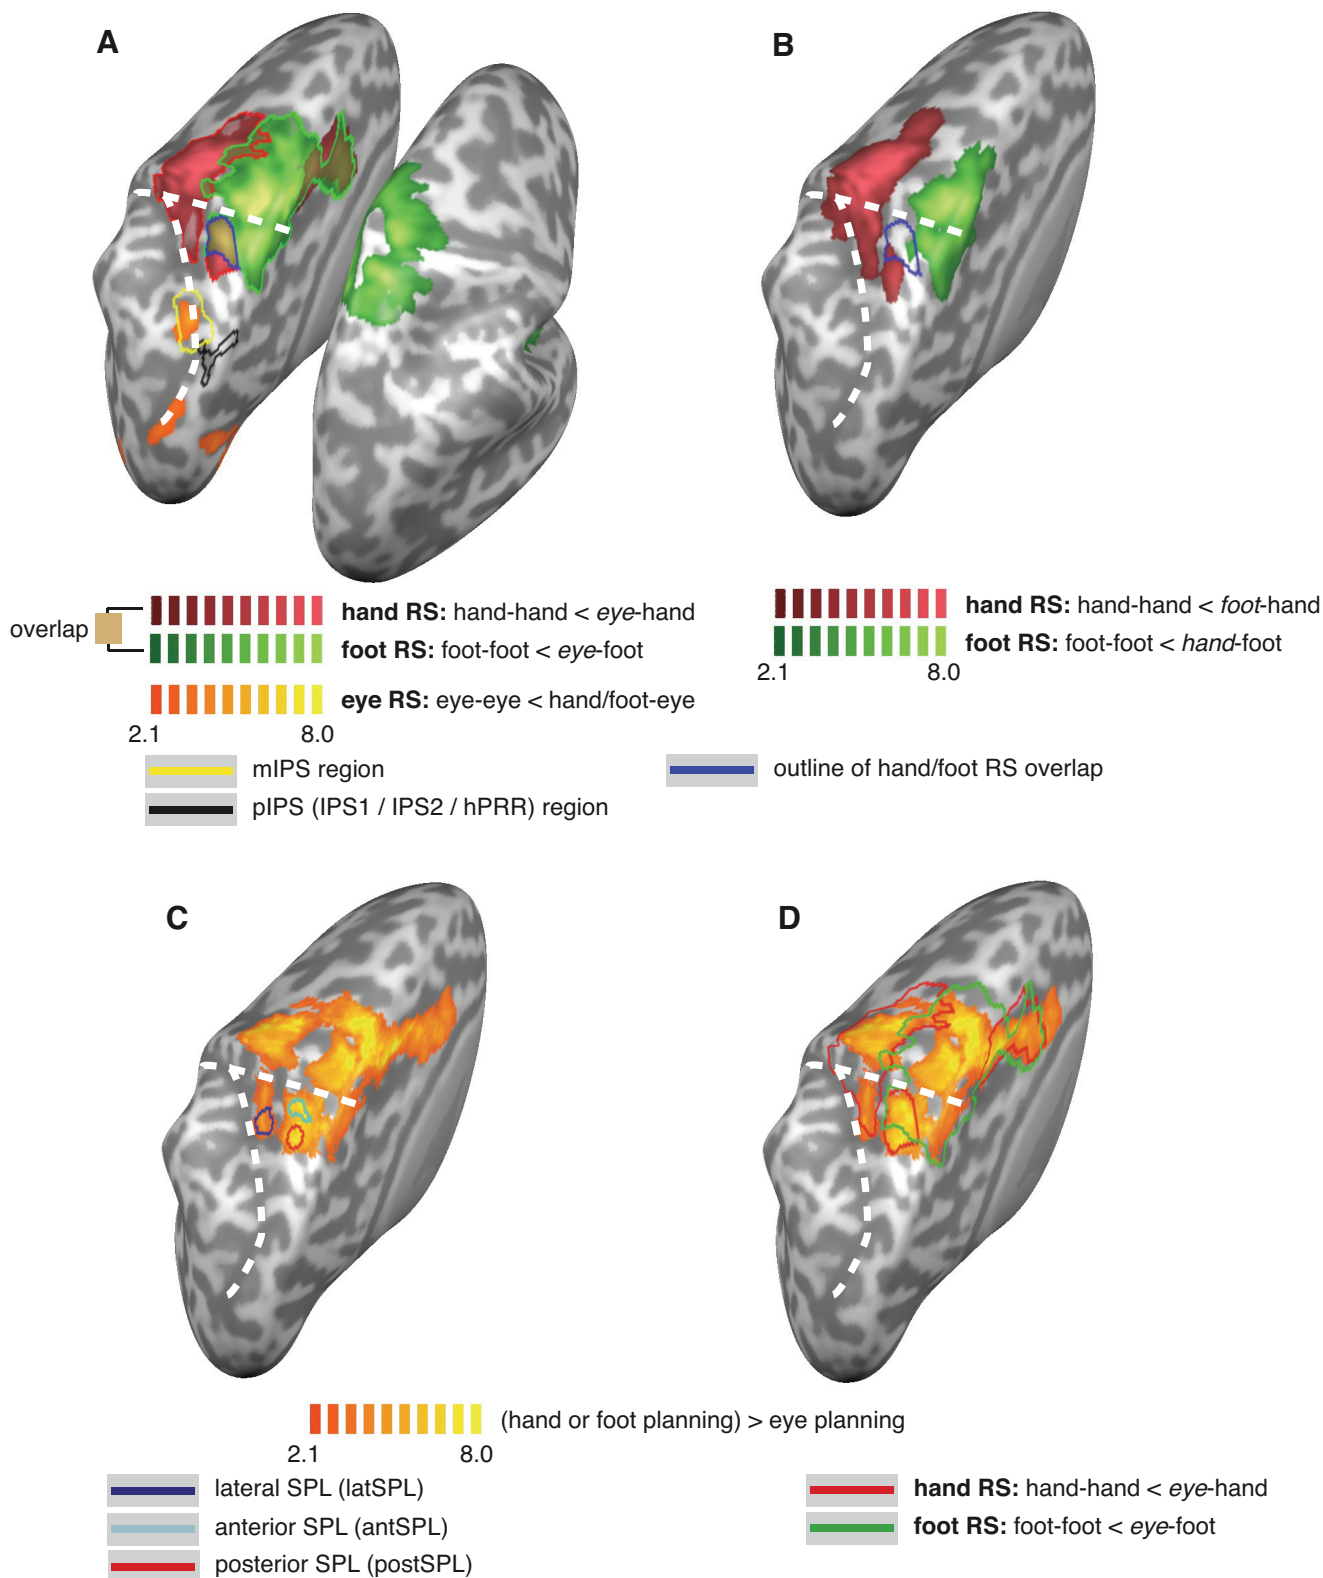 A
B
overlap
hand RS: hand-hand < eye-hand
foot RS: foot-foot < eye-foot
eye RS: eye-eye < hand/foot-eye
2.1 8.0
mIPS region
pIPS (IPS1 / IPS2 / hPRR) region
hand RS: hand-hand < foot-hand
foot RS: foot-foot < hand-foot
2.1 8.0
outline of hand/foot RS overlap
C
D
(hand or foot planning) > eye planning
2.1 8.0
lateral SPL (latSPL)
anterior SPL (antSPL)
posterior SPL (postSPL)
hand RS: hand-hand < eye-hand
foot RS: foot-foot < eye-foot